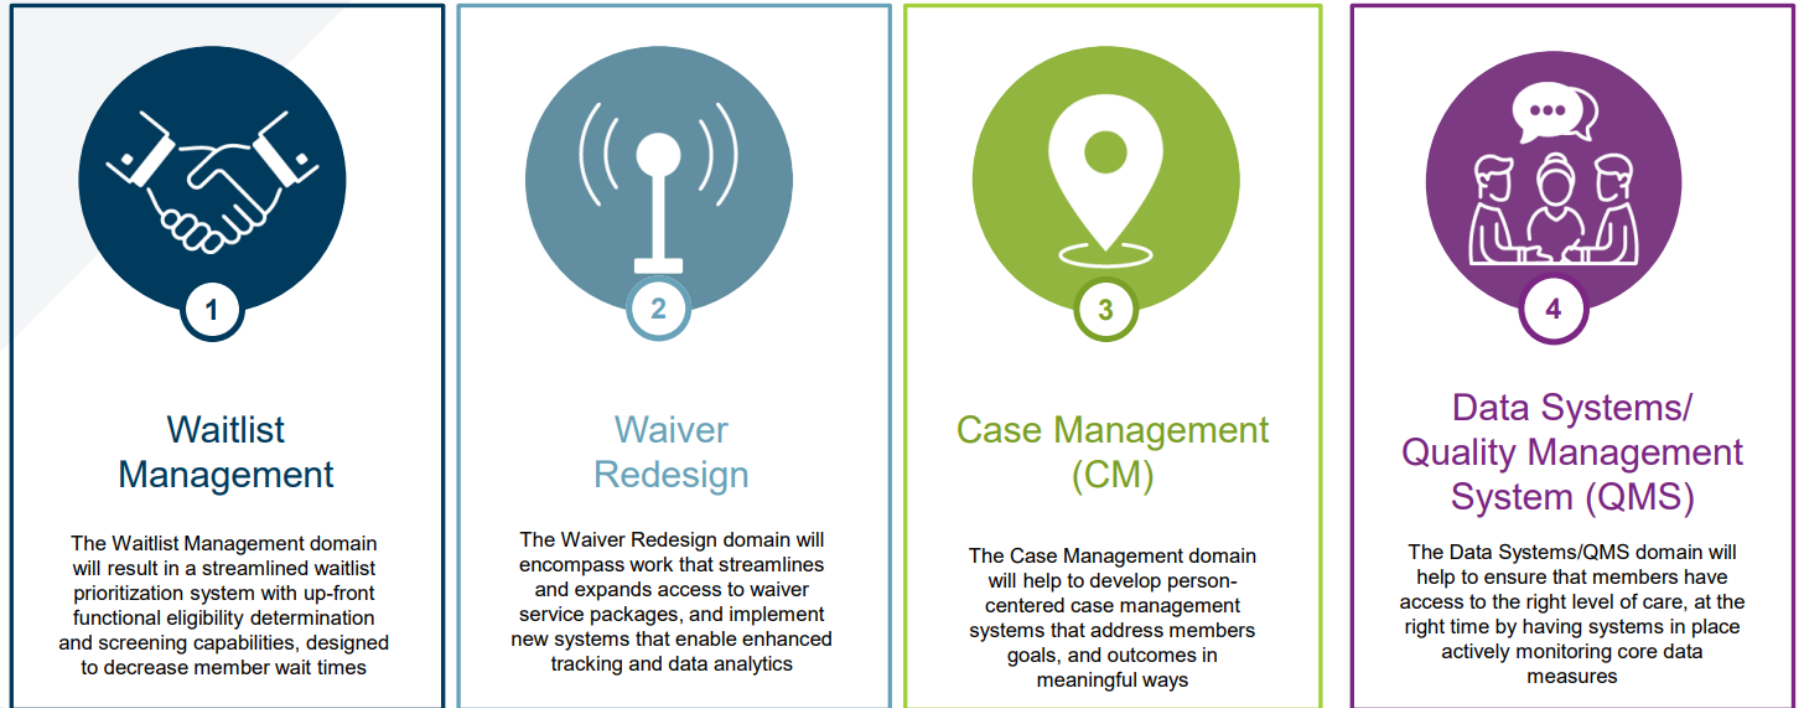 1
Waitlist
Management
The Waitlist Management domain
will result in a streamlined waitlist
prioritization system with up-front
functional eligibility determination
and screening capabilities, designed
to decrease member wait times
2
Waiver
Redesign
The Waiver Redesign domain will
encompass work that streamlines
and expands access to waiver
service packages, and implement
new systems that enable enhanced
tracking and data analytics
3
Case Management
(CM)
The Case Management domain
will help to develop person-
centered case management
systems that address members
goals, and outcomes in
meaningful ways
4
Data Systems/
Quality Management
System (QMS)
The Data Systems/QMS domain will
help to ensure that members have
access to the right level of care, at the
right time by having systems in place
actively monitoring core data
measures